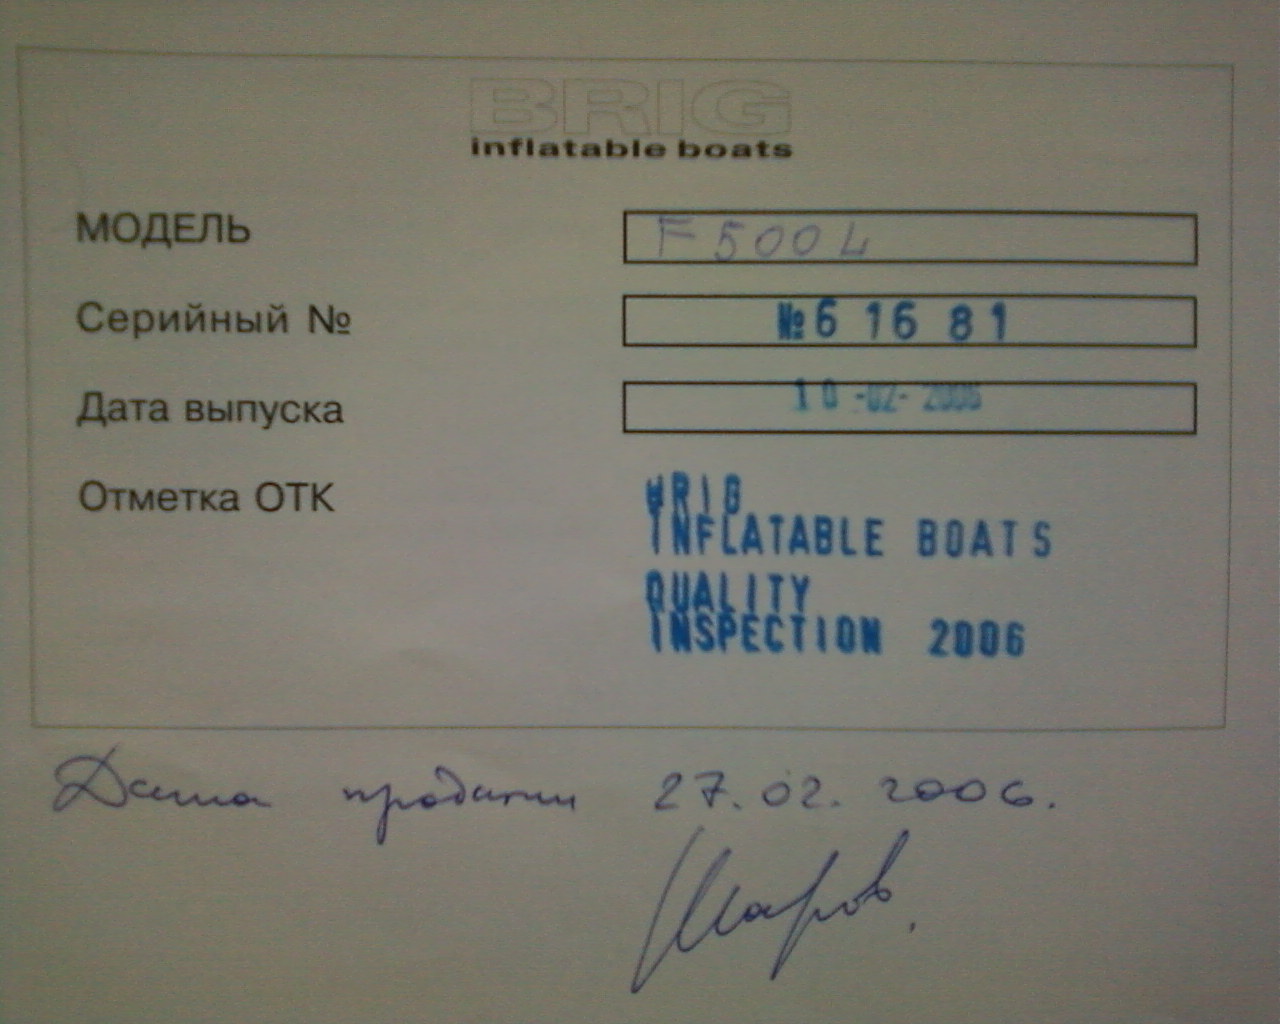 BRIG
inflatable boats
МОДЕЛЬ F500L
Серийный № №6 16 81
Дата выпуска 10-02-2006
Отметка ОТК BRIG
INFLATABLE BOATS
QUALITY
INSPECTION 2006
Дата продажи 27.02.2006.